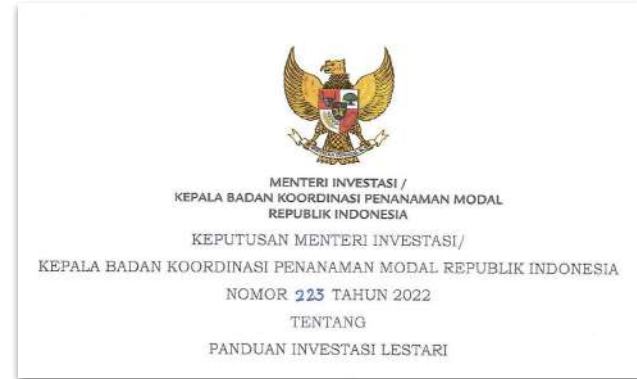 MENTERI INVESTASI /
KEPALA BADAN KOORDINASI PENANAMAN MODAL
REPUBLIK INDONESIA
KEPUTUSAN MENTERI INVESTASI/
KEPALA BADAN KOORDINASI PENANAMAN MODAL REPUBLIK INDONESIA
NOMOR 223 TAHUN 2022
TENTANG
PANDUAN INVESTASI LESTARI